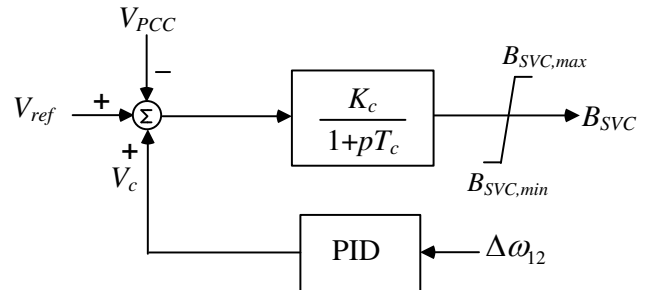 V_PCC
−
B_SVC,max
V_ref
+
Σ
K_c
1+pT_c
B_SVC
+
V_c
B_SVC,min
PID
Δω_12